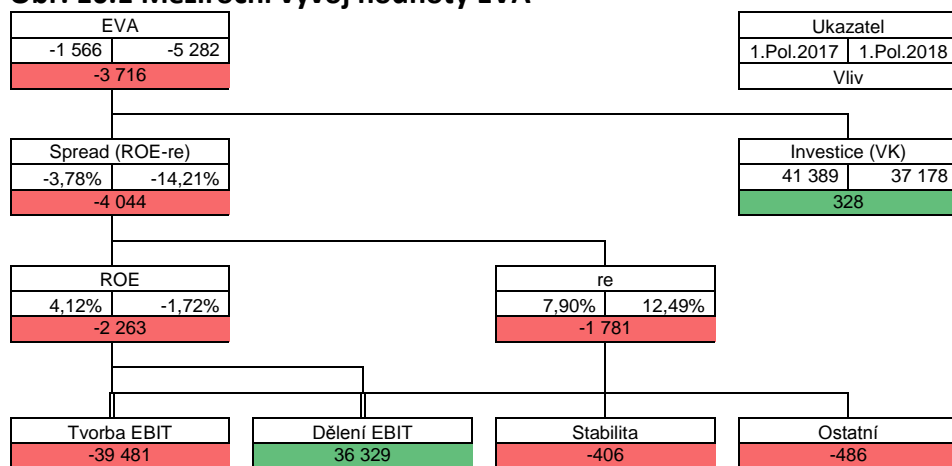 Meziroční vývoj hodnoty EVA
EVA
-1 566 -5 282
-3 716
Ukazatel
1.Pol.2017 1.Pol.2018
Vliv
Spread (ROE-re)
-3,78% -14,21%
-4 044
Investice (VK)
41 389 37 178
328
ROE
4,12% -1,72%
-2 263
re
7,90% 12,49%
-1 781
Tvorba EBIT
-39 481
Dělení EBIT
36 329
Stabilita
-406
Ostatní
-486